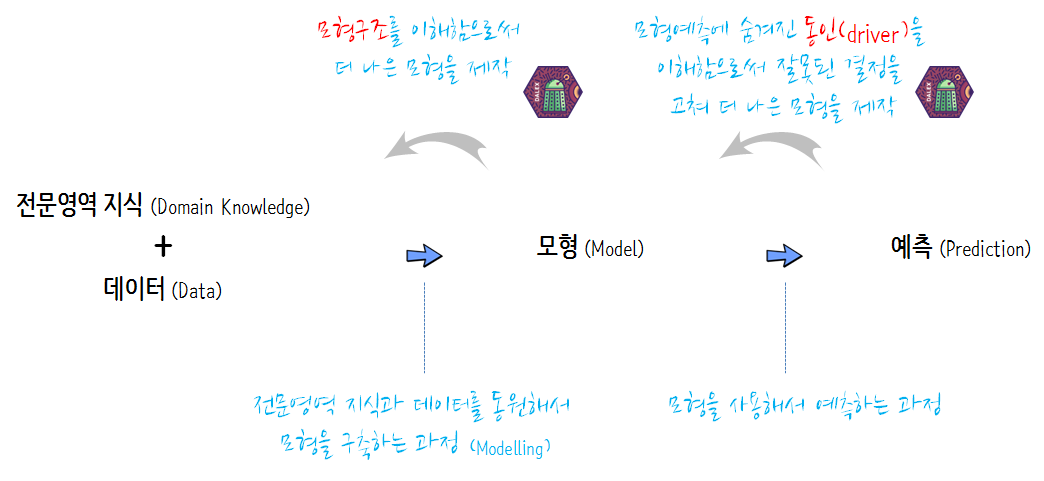 모형구조를 이해함으로써
더 나은 모형을 제작
DALEX
모형예측에 숨겨진 동인(driver)을
이해함으로써 잘못된 결정을
고쳐 더 나은 모형을 제작
DALEX
전문영역 지식 (Domain Knowledge)
+
데이터 (Data)
모형 (Model)
예측 (Prediction)
전문영역 지식과 데이터를 동원해서
모형을 구축하는 과정 (Modelling)
모형을 사용해서 예측하는 과정